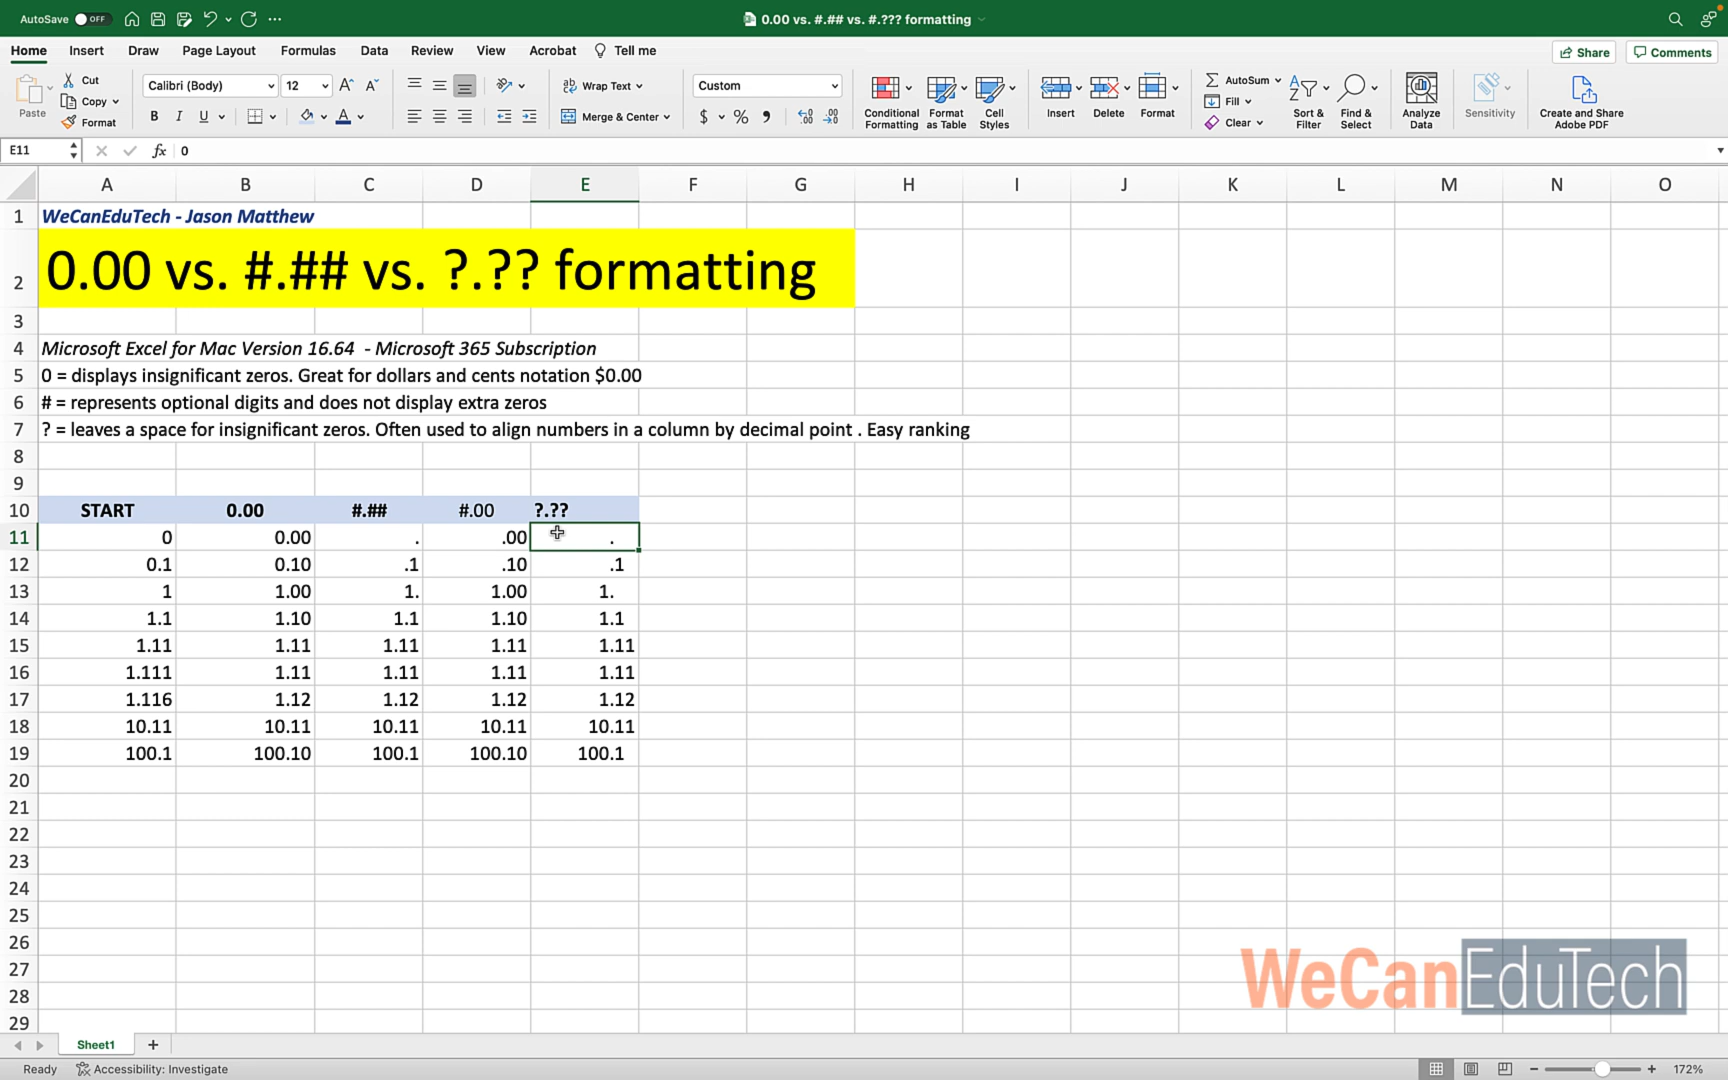 AutoSave OFF 0.00 vs. #.## vs. #.??? formatting
Home Insert Draw Page Layout Formulas Data Review View Acrobat Tell me Share Comments
Paste Cut Copy Format
Calibri (Body) 12
B I U A
Wrap Text
Merge & Center
Custom
$ %
Conditional Formatting Format as Table Cell Styles
Insert Delete Format
AutoSum Fill Clear
Sort & Filter Find & Select
Analyze Data
Sensitivity
Create and Share Adobe PDF
E11 fx 0
A B C D E F G H I J K L M N O
1 WeCanEduTech - Jason Matthew
2 0.00 vs. #.## vs. ?.?? formatting
3
4 Microsoft Excel for Mac Version 16.64 - Microsoft 365 Subscription
5 0 = displays insignificant zeros. Great for dollars and cents notation $0.00
6 # = represents optional digits and does not display extra zeros
7 ? = leaves a space for insignificant zeros. Often used to align numbers in a column by decimal point . Easy ranking
8
9
10 START 0.00 #.## #.00 ?.??
11 0 0.00 . .00 .
12 0.1 0.10 .1 .10 .1
13 1 1.00 1. 1.00 1.
14 1.1 1.10 1.1 1.10 1.1
15 1.11 1.11 1.11 1.11 1.11
16 1.111 1.11 1.11 1.11 1.11
17 1.116 1.12 1.12 1.12 1.12
18 10.11 10.11 10.11 10.11 10.11
19 100.1 100.10 100.1 100.10 100.1
20
21
22
23
24
25
26
27
28
29
WeCanEduTech
Sheet1
Ready Accessibility: Investigate 172%